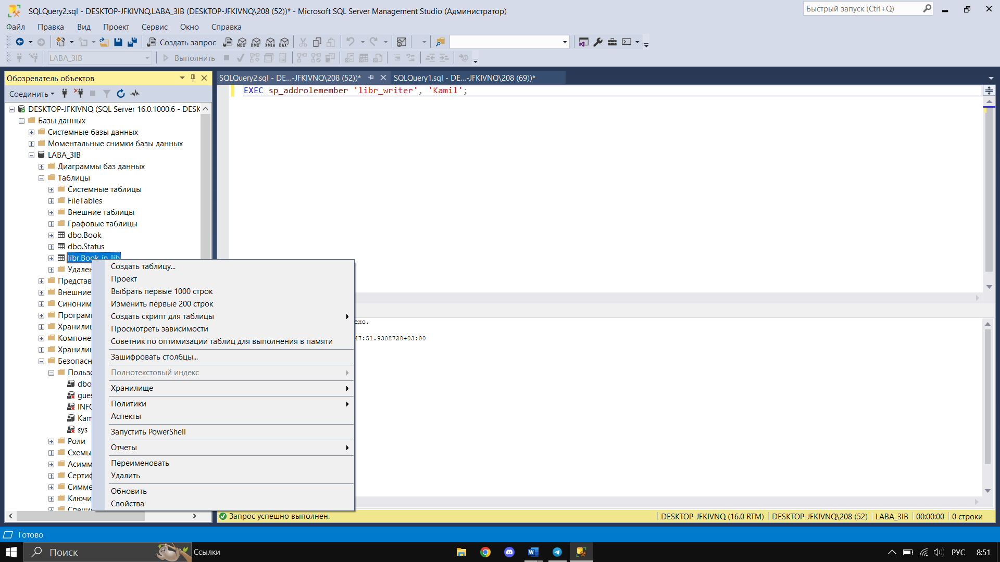 SQLQuery2.sql - DESKTOP-JFKIVNQ.LABA_3IB (DESKTOP-JFKIVNQ\208 (52))* - Microsoft SQL Server Management Studio (Администратор)
Быстрый запуск (Ctrl+Q)
Файл Правка Вид Проект Сервис Окно Справка
Создать запрос MDX DMX XMLA DAX
LABA_3IB Выполнить
Обозреватель объектов
SQLQuery2.sql - DE...-JFKIVNQ\208 (52))* SQLQuery1.sql - DE...-JFKIVNQ\208 (69))*
Соединить
EXEC sp_addrolemember 'libr_writer', 'Kamil';
DESKTOP-JFKIVNQ (SQL Server 16.0.1000.6 - DESK
Базы данных
Системные базы данных
Моментальные снимки базы данных
LABA_3IB
Диаграммы баз данных
Таблицы
Системные таблицы
FileTables
Внешние таблицы
Графовые таблицы
dbo.Book
dbo.Status
libr.Book_in_lib
Удален
Представ
Внешние
Синоним
Програм
Хранилищ
Компоне
Хранилищ
Безопасн
Пользо
dbo
gues
INFO
Kam
sys
Роли
Схемы
Асимм
Сертиф
Симме
Ключи
Специ
Создать таблицу...
Проект
Выбрать первые 1000 строк
Изменить первые 200 строк
Создать скрипт для таблицы
Просмотреть зависимости
Советник по оптимизации таблиц для выполнения в памяти
Зашифровать столбцы...
Полнотекстовый индекс
Хранилище
Политики
Аспекты
Запустить PowerShell
Отчеты
Переименовать
Удалить
Обновить
Свойства
ено.
47:51.9308720+03:00
Запрос успешно выполнен. DESKTOP-JFKIVNQ (16.0 RTM) DESKTOP-JFKIVNQ\208 (52) LABA_3IB 00:00:00 0 строки
Готово
Поиск Ссылки РУС 8:51